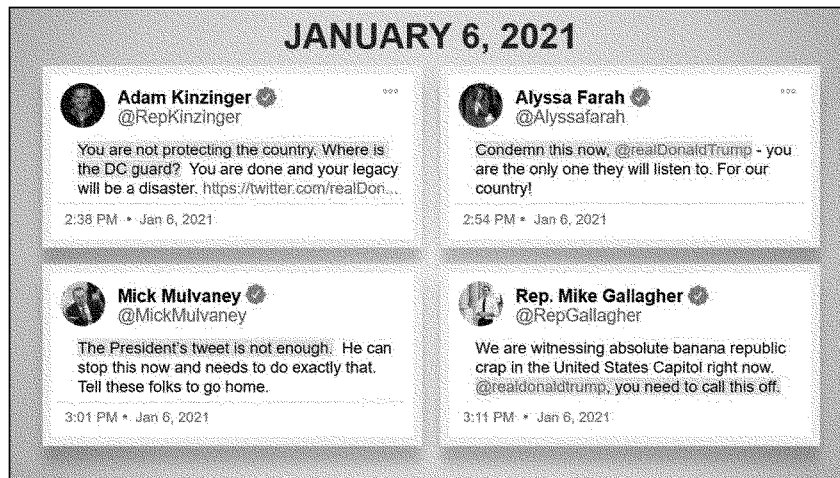 JANUARY 6, 2021
Adam Kinzinger
@RepKinzinger
You are not protecting the country. Where is
the DC guard?  You are done and your legacy
will be a disaster. https://twitter.com/realDon...
2:38 PM • Jan 6, 2021
Alyssa Farah
@Alyssafarah
Condemn this now, @realDonaldTrump - you
are the only one they will listen to. For our
country!
2:54 PM • Jan 6, 2021
Mick Mulvaney
@MickMulvaney
The President's tweet is not enough.  He can
stop this now and needs to do exactly that.
Tell these folks to go home.
3:01 PM • Jan 6, 2021
Rep. Mike Gallagher
@RepGallagher
We are witnessing absolute banana republic
crap in the United States Capitol right now.
@realdonaldtrump, you need to call this off.
3:11 PM • Jan 6, 2021